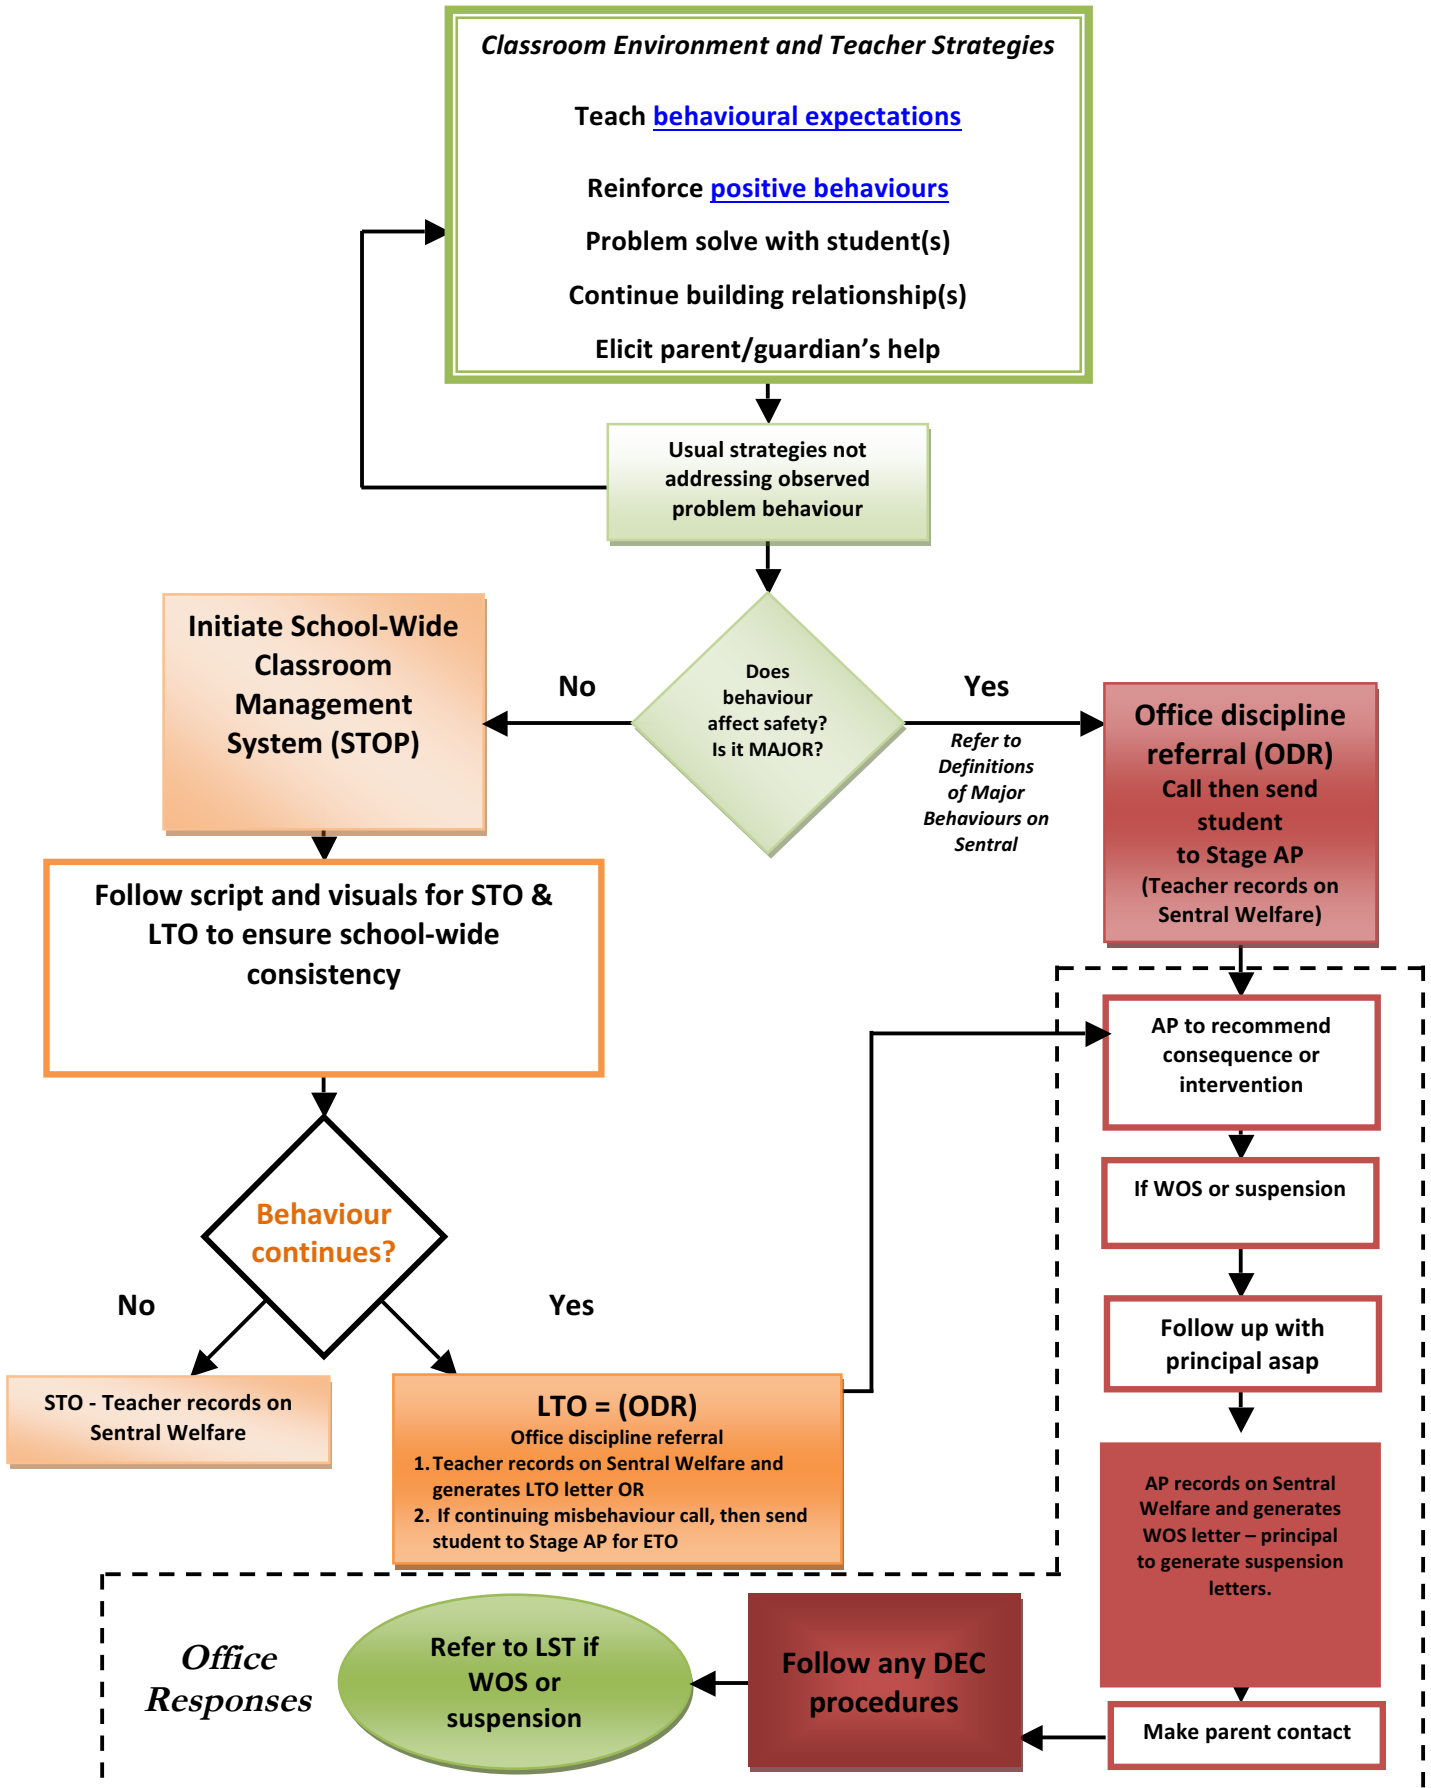 Classroom Environment and Teacher Strategies
Teach behavioural expectations
Reinforce positive behaviours
Problem solve with student(s)
Continue building relationship(s)
Elicit parent/guardian’s help
Usual strategies not
addressing observed
problem behaviour
Does
behaviour
affect safety?
Is it MAJOR?
No
Yes
Refer to
Definitions
of Major
Behaviours on
Sentral
Initiate School-Wide
Classroom
Management
System (STOP)
Office discipline
referral (ODR)
Call then send
student
to Stage AP
(Teacher records on
Sentral Welfare)
Follow script and visuals for STO &
LTO to ensure school-wide
consistency
AP to recommend
consequence or
intervention
If WOS or suspension
Behaviour
continues?
No
Yes
Follow up with
principal asap
STO - Teacher records on
Sentral Welfare
LTO = (ODR)
Office discipline referral
1. Teacher records on Sentral Welfare and
generates LTO letter OR
2. If continuing misbehaviour call, then send
student to Stage AP for ETO
AP records on Sentral
Welfare and generates
WOS letter – principal
to generate suspension
letters.
Office
Responses
Refer to LST if
WOS or
suspension
Follow any DEC
procedures
Make parent contact